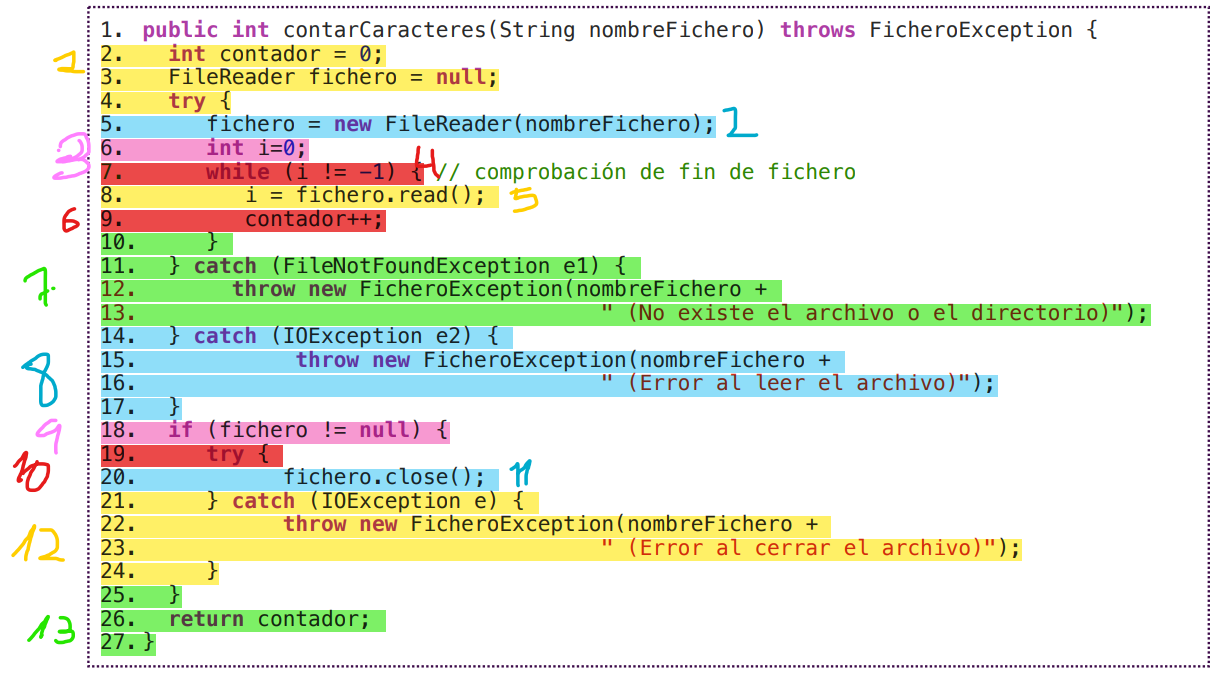 1. public int contarCaracteres(String nombreFichero) throws FicheroException {
1 2. int contador = 0;
3. FileReader fichero = null;
4. try {
5. fichero = new FileReader(nombreFichero); 2
3 6. int i=0;
7. while (i != -1) { 4 // comprobación de fin de fichero
8. i = fichero.read(); 5
6 9. contador++;
10. }
11. } catch (FileNotFoundException e1) {
7 12. throw new FicheroException(nombreFichero +
13. " (No existe el archivo o el directorio)");
14. } catch (IOException e2) {
15. throw new FicheroException(nombreFichero +
8 16. " (Error al leer el archivo)");
17. }
9 18. if (fichero != null) {
10 19. try {
20. fichero.close(); 11
21. } catch (IOException e) {
22. throw new FicheroException(nombreFichero +
12 23. " (Error al cerrar el archivo)");
24. }
25. }
13 26. return contador;
27. }